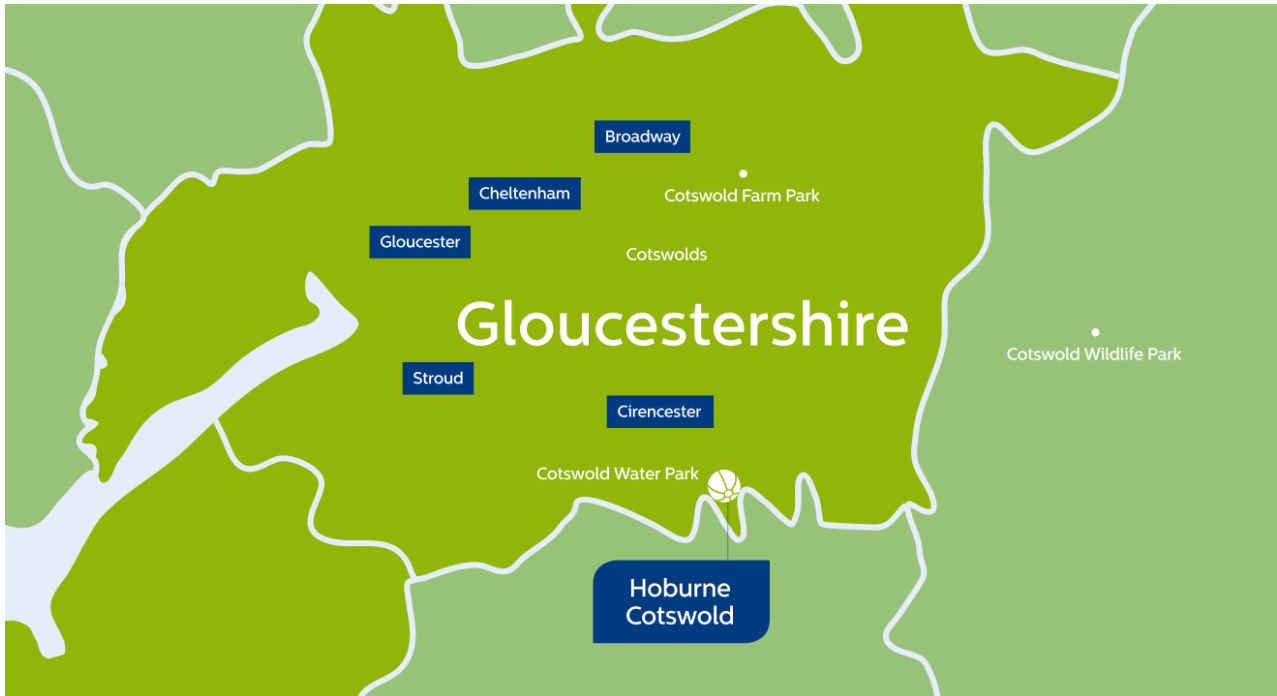 Broadway
Cheltenham
Cotswold Farm Park
Gloucester
Cotswolds
Gloucestershire
Cotswold Wildlife Park
Stroud
Cirencester
Cotswold Water Park
Hoburne
Cotswold